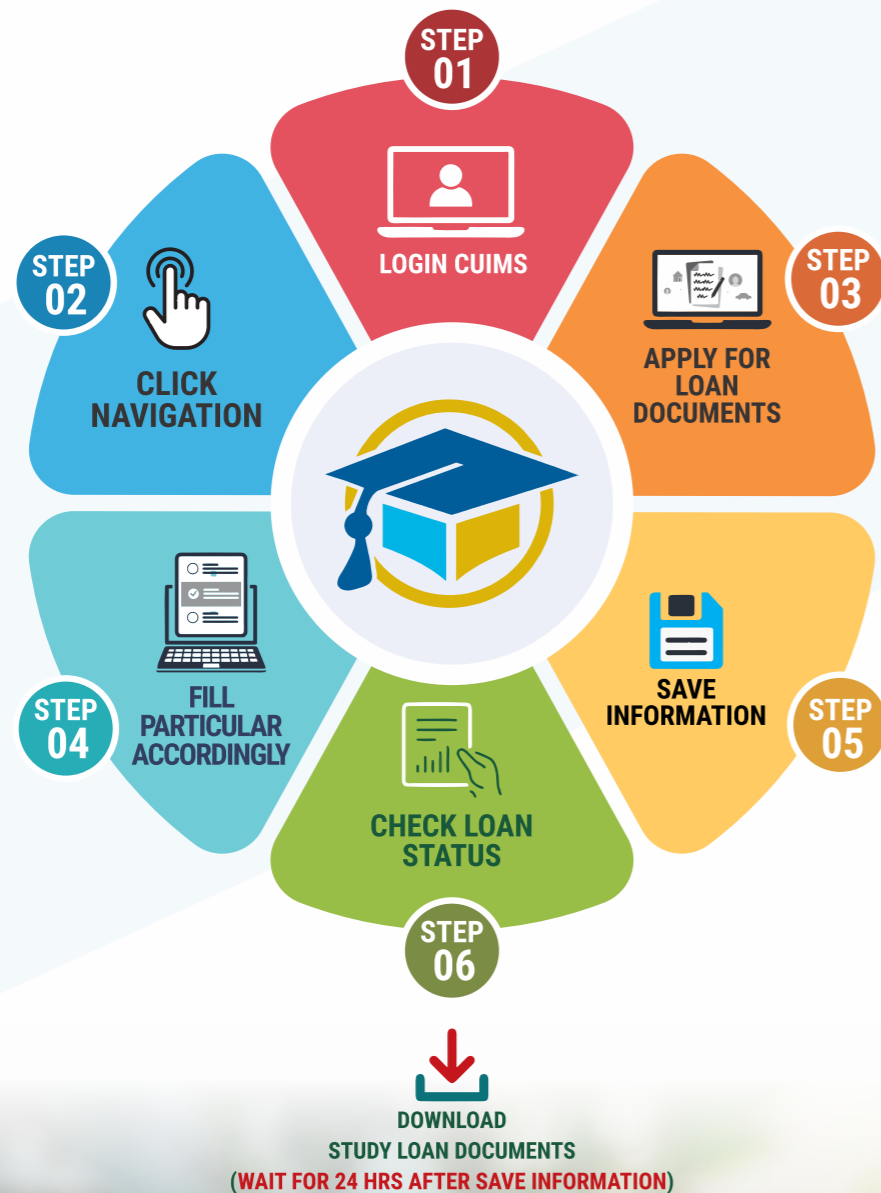 STEP
01
LOGIN CUIMS
STEP
02
CLICK
NAVIGATION
STEP
03
APPLY FOR
LOAN
DOCUMENTS
STEP
04
FILL
PARTICULAR
ACCORDINGLY
STEP
05
SAVE
INFORMATION
CHECK LOAN
STATUS
STEP
06
DOWNLOAD
STUDY LOAN DOCUMENTS
(WAIT FOR 24 HRS AFTER SAVE INFORMATION)